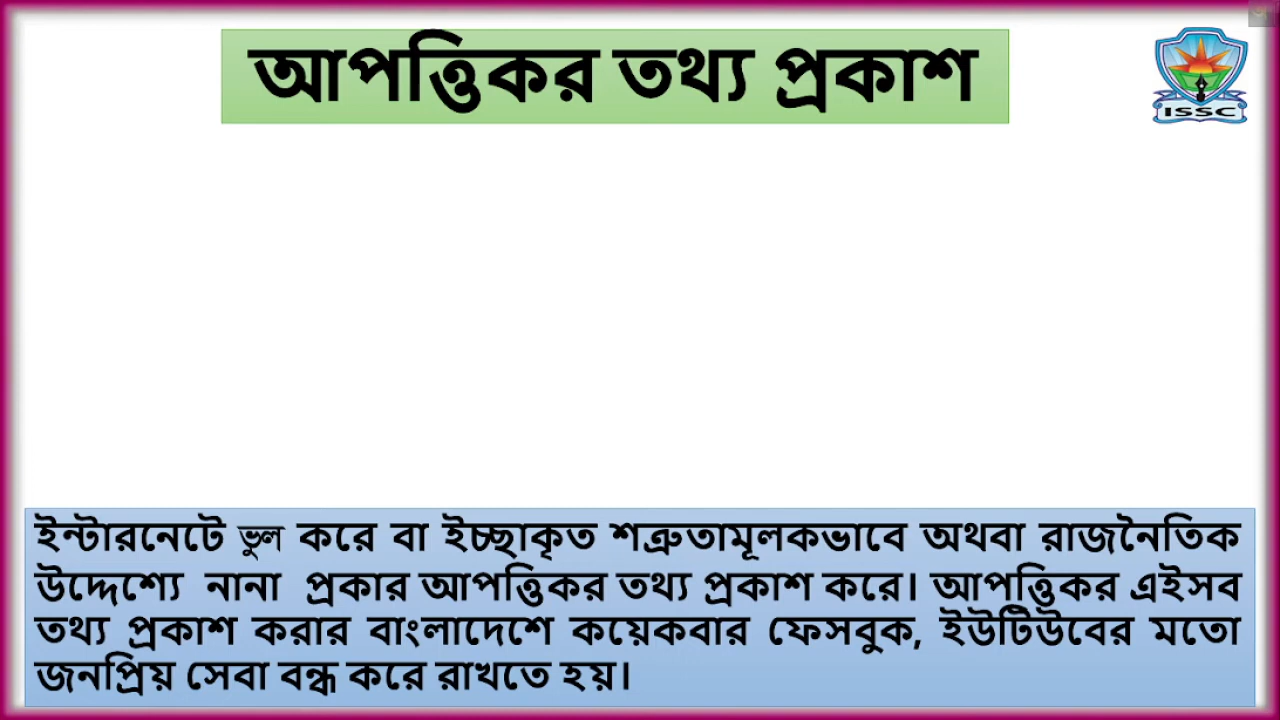 আপত্তিকর তথ্য প্রকাশ
ISSC
ইন্টারনেটে ভুল করে বা ইচ্ছাকৃত শত্রুতামূলকভাবে অথবা রাজনৈতিক
উদ্দেশ্যে নানা প্রকার আপত্তিকর তথ্য প্রকাশ করে। আপত্তিকর এইসব
তথ্য প্রকাশ করার বাংলাদেশে কয়েকবার ফেসবুক, ইউটিউবের মতো
জনপ্রিয় সেবা বন্ধ করে রাখতে হয়।